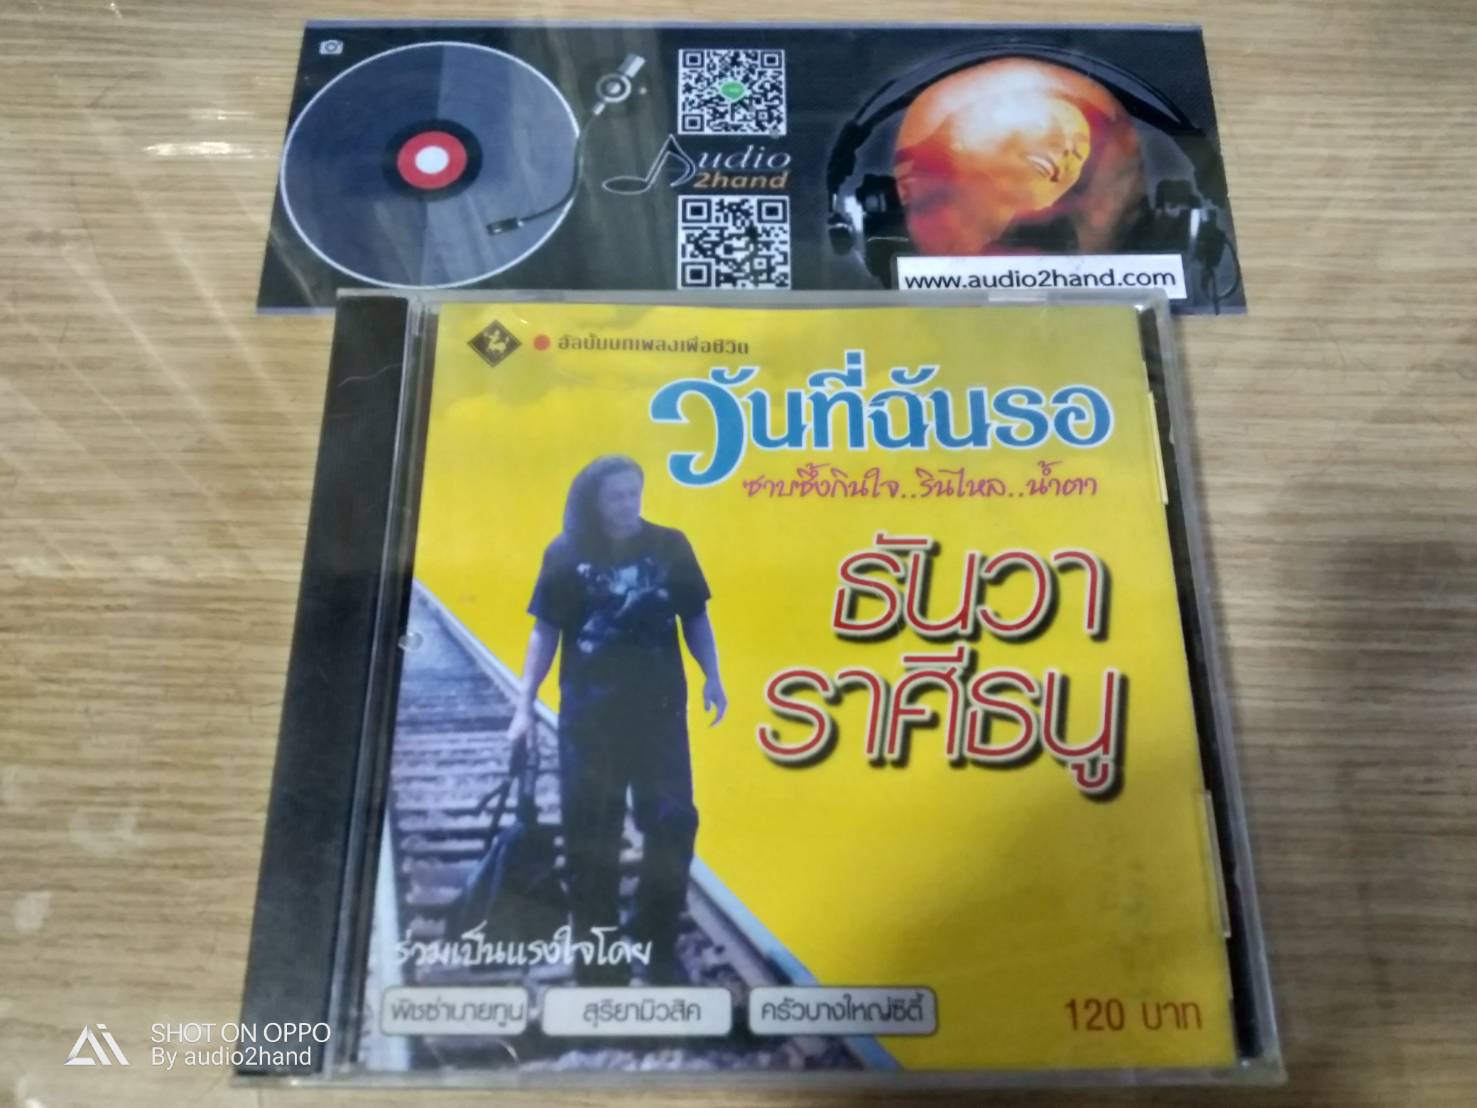 udio
2hand
www.audio2hand.com
อัลบั้มบทเพลงเพื่อชีวิต
วันที่ฉันรอ
ซาบซึ้งกินใจ..รินไหล..น้ำตา
ธันวา
ราศีธนู
ร่วมเป็นแรงใจโดย
พิชซ่านายทูน
สุริยามิวสิค
ครัวบางใหญ่ซิตี้
120 บาท
SHOT ON OPPO
By audio2hand